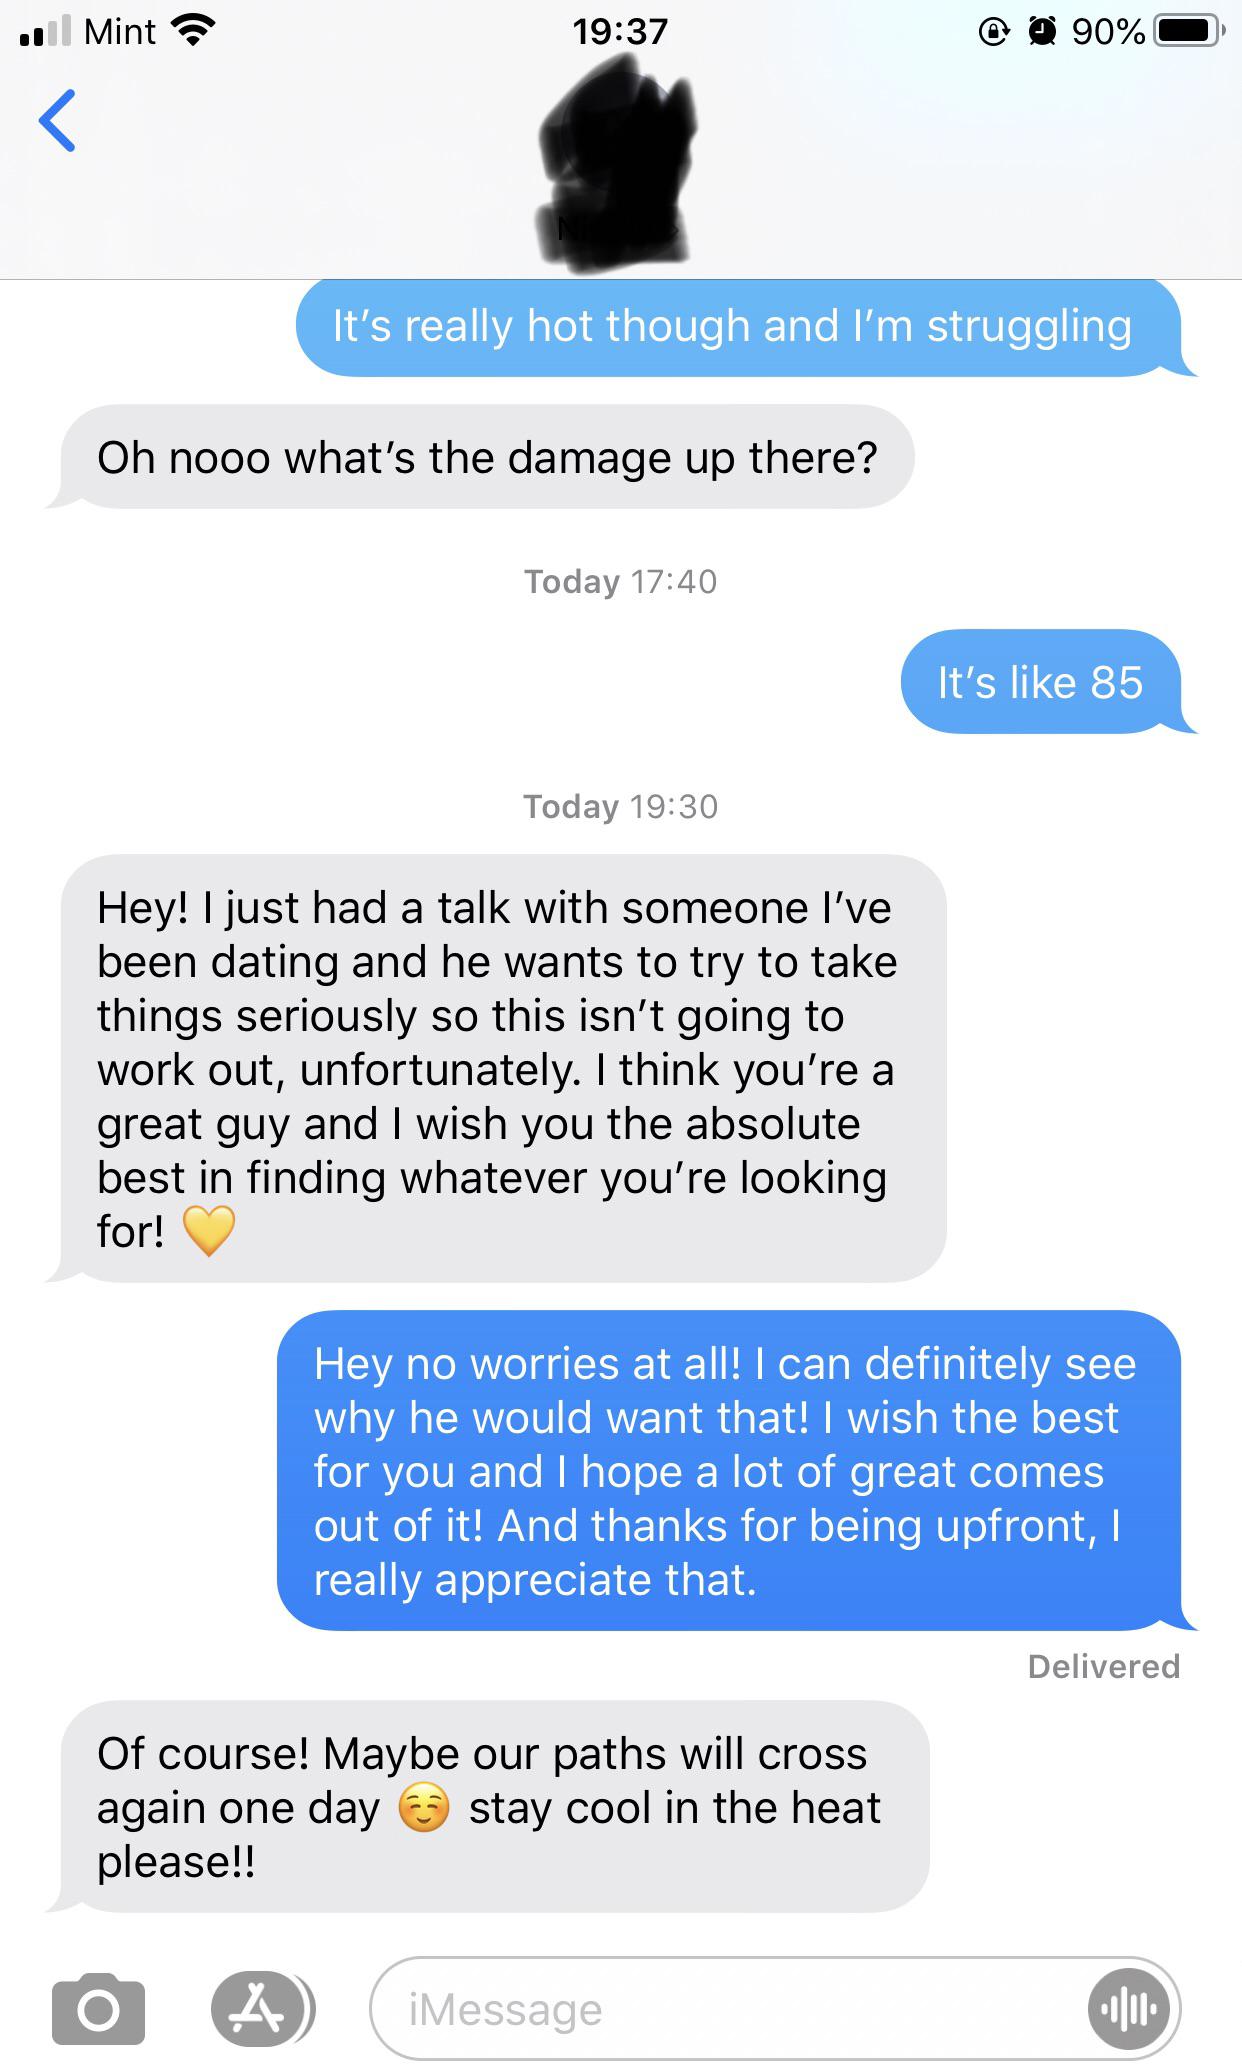 Mint 19:37 90%
It’s really hot though and I’m struggling
Oh nooo what’s the damage up there?
Today 17:40
It’s like 85
Today 19:30
Hey! I just had a talk with someone I’ve
been dating and he wants to try to take
things seriously so this isn’t going to
work out, unfortunately. I think you’re a
great guy and I wish you the absolute
best in finding whatever you’re looking
for! 💛
Hey no worries at all! I can definitely see
why he would want that! I wish the best
for you and I hope a lot of great comes
out of it! And thanks for being upfront, I
really appreciate that.
Delivered
Of course! Maybe our paths will cross
again one day ☺️ stay cool in the heat
please!!
iMessage